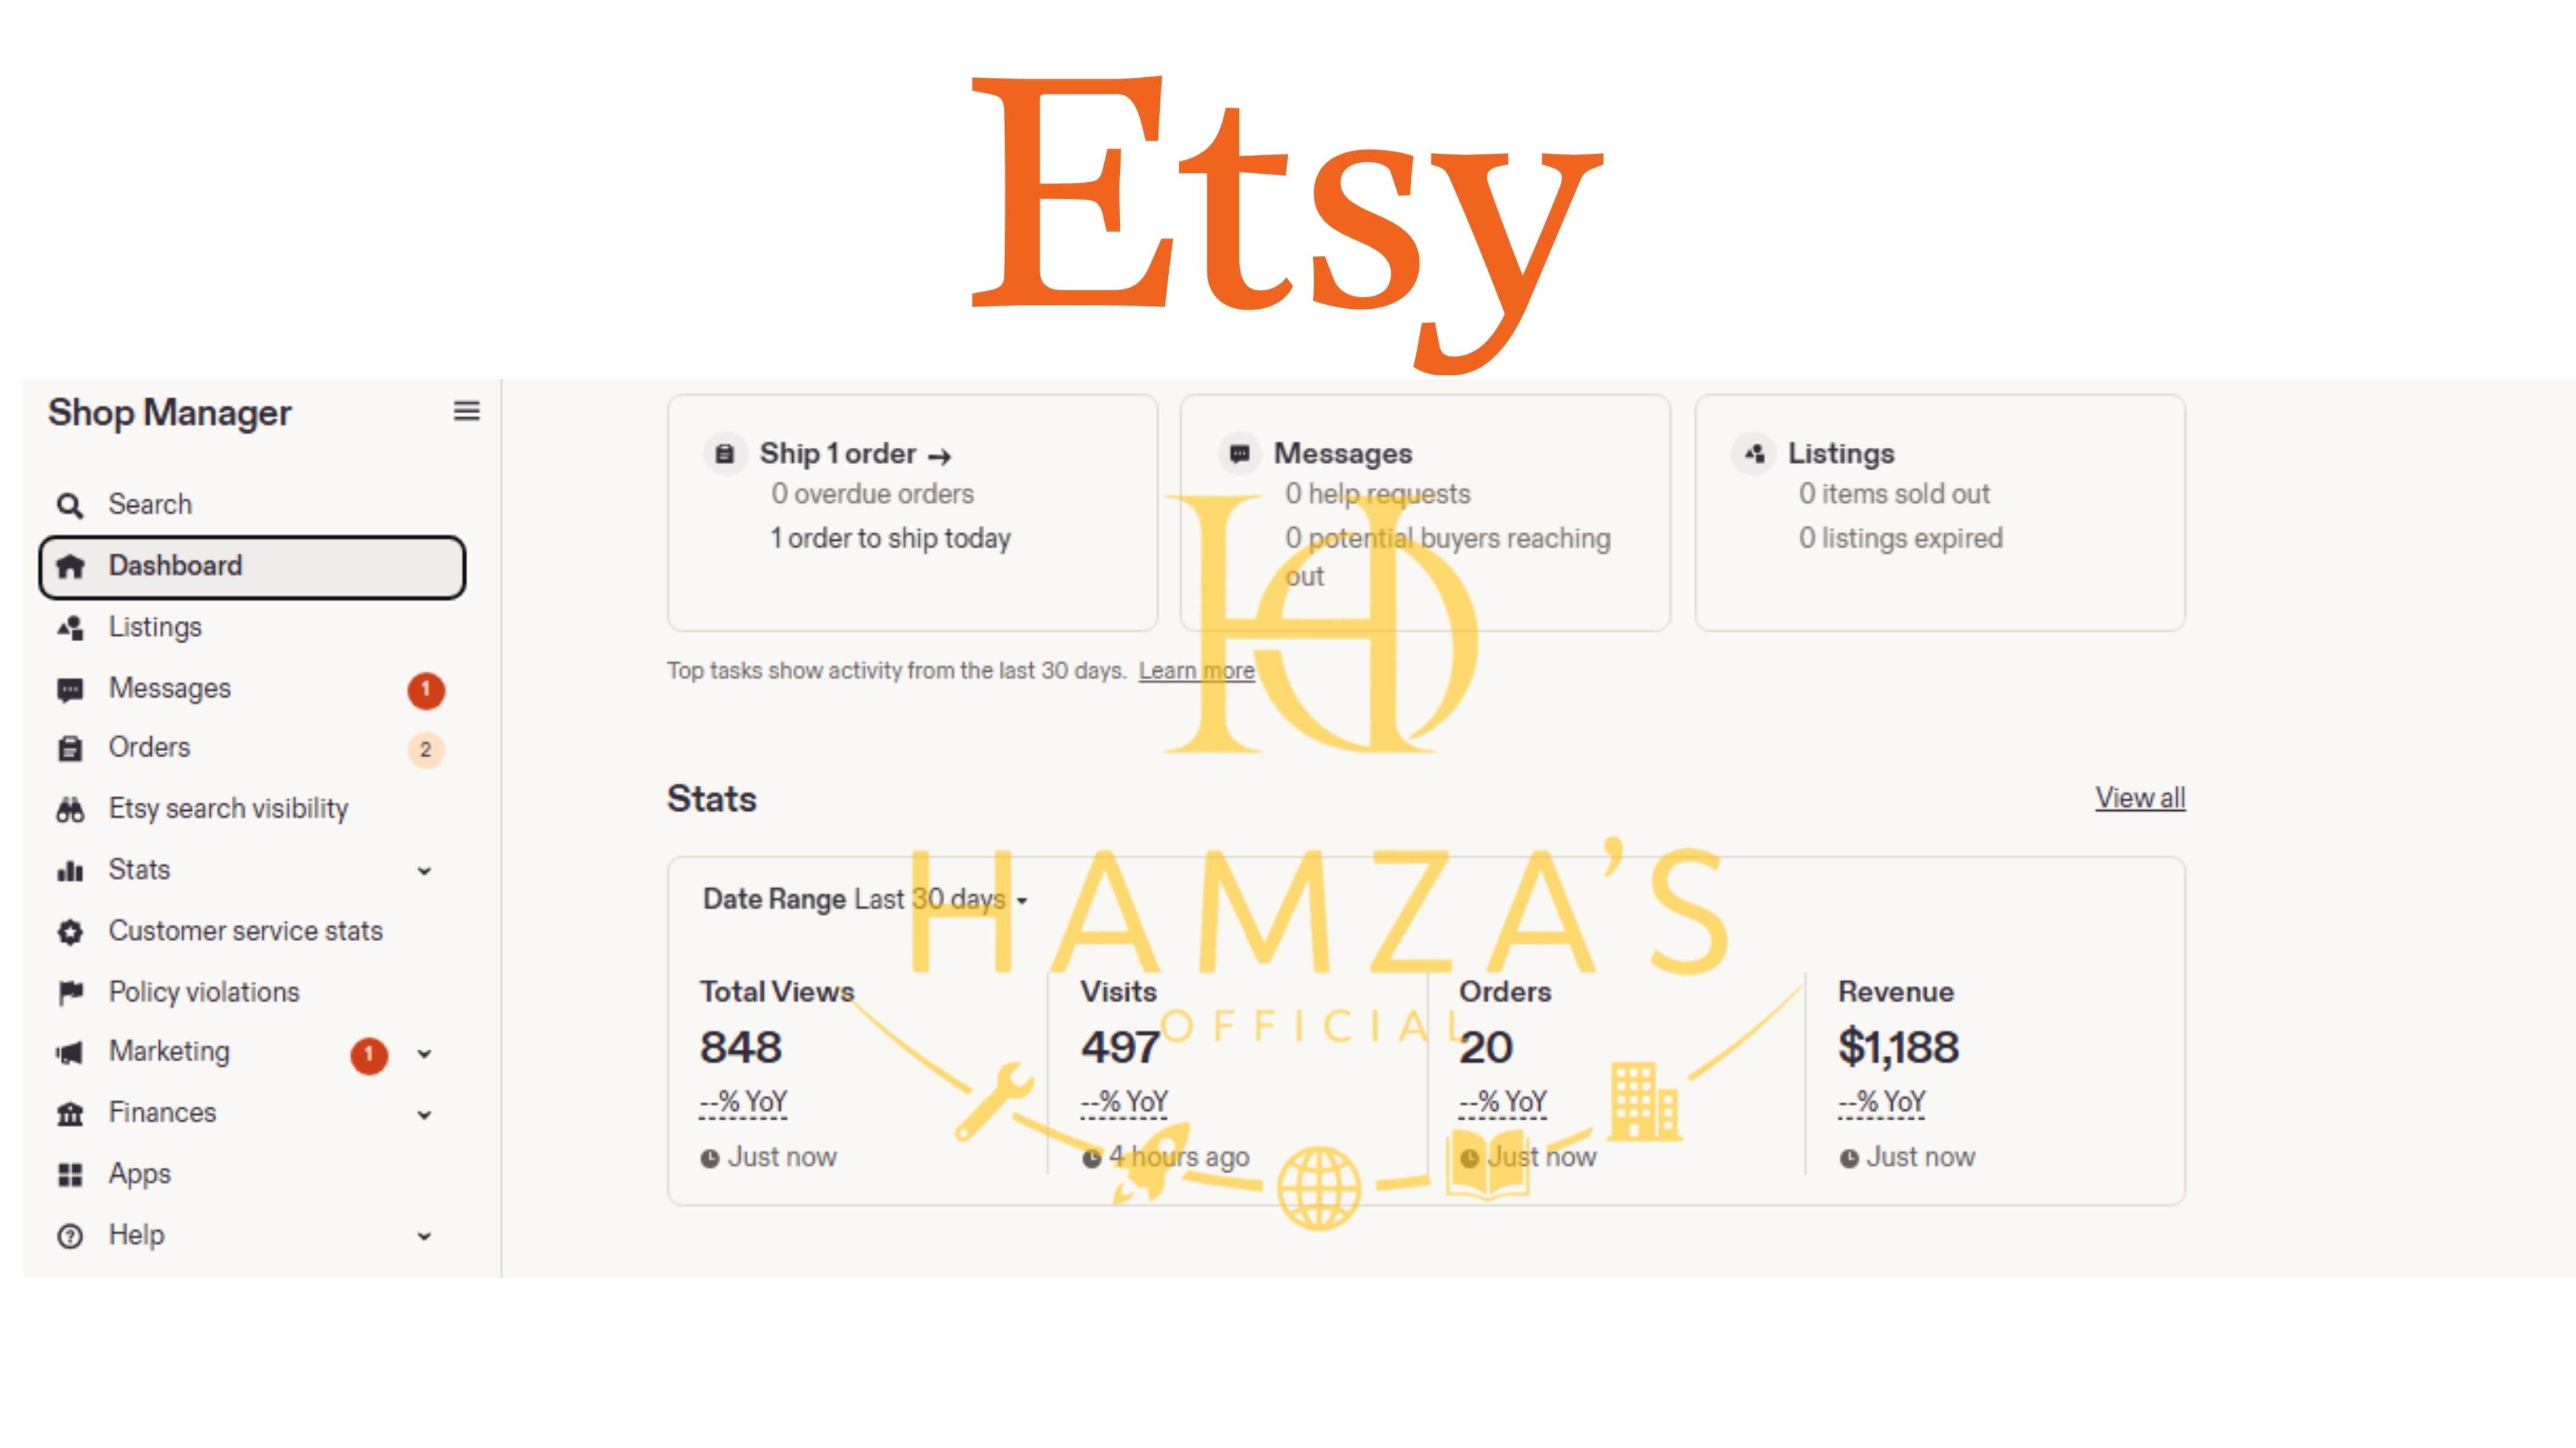 Etsy
Shop Manager
Search
Dashboard
Listings
Messages 1
Orders 2
Etsy search visibility
Stats
Customer service stats
Policy violations
Marketing 1
Finances
Apps
Help
Ship 1 order →
0 overdue orders
1 order to ship today
Messages
0 help requests
0 potential buyers reaching
out
Listings
0 items sold out
0 listings expired
Top tasks show activity from the last 30 days. Learn more
Stats
View all
Date Range Last 30 days
Total Views
848
--% YoY
Just now
Visits
497
--% YoY
4 hours ago
Orders
20
--% YoY
Just now
Revenue
$1,188
--% YoY
Just now
HAMZA'S
OFFICIAL